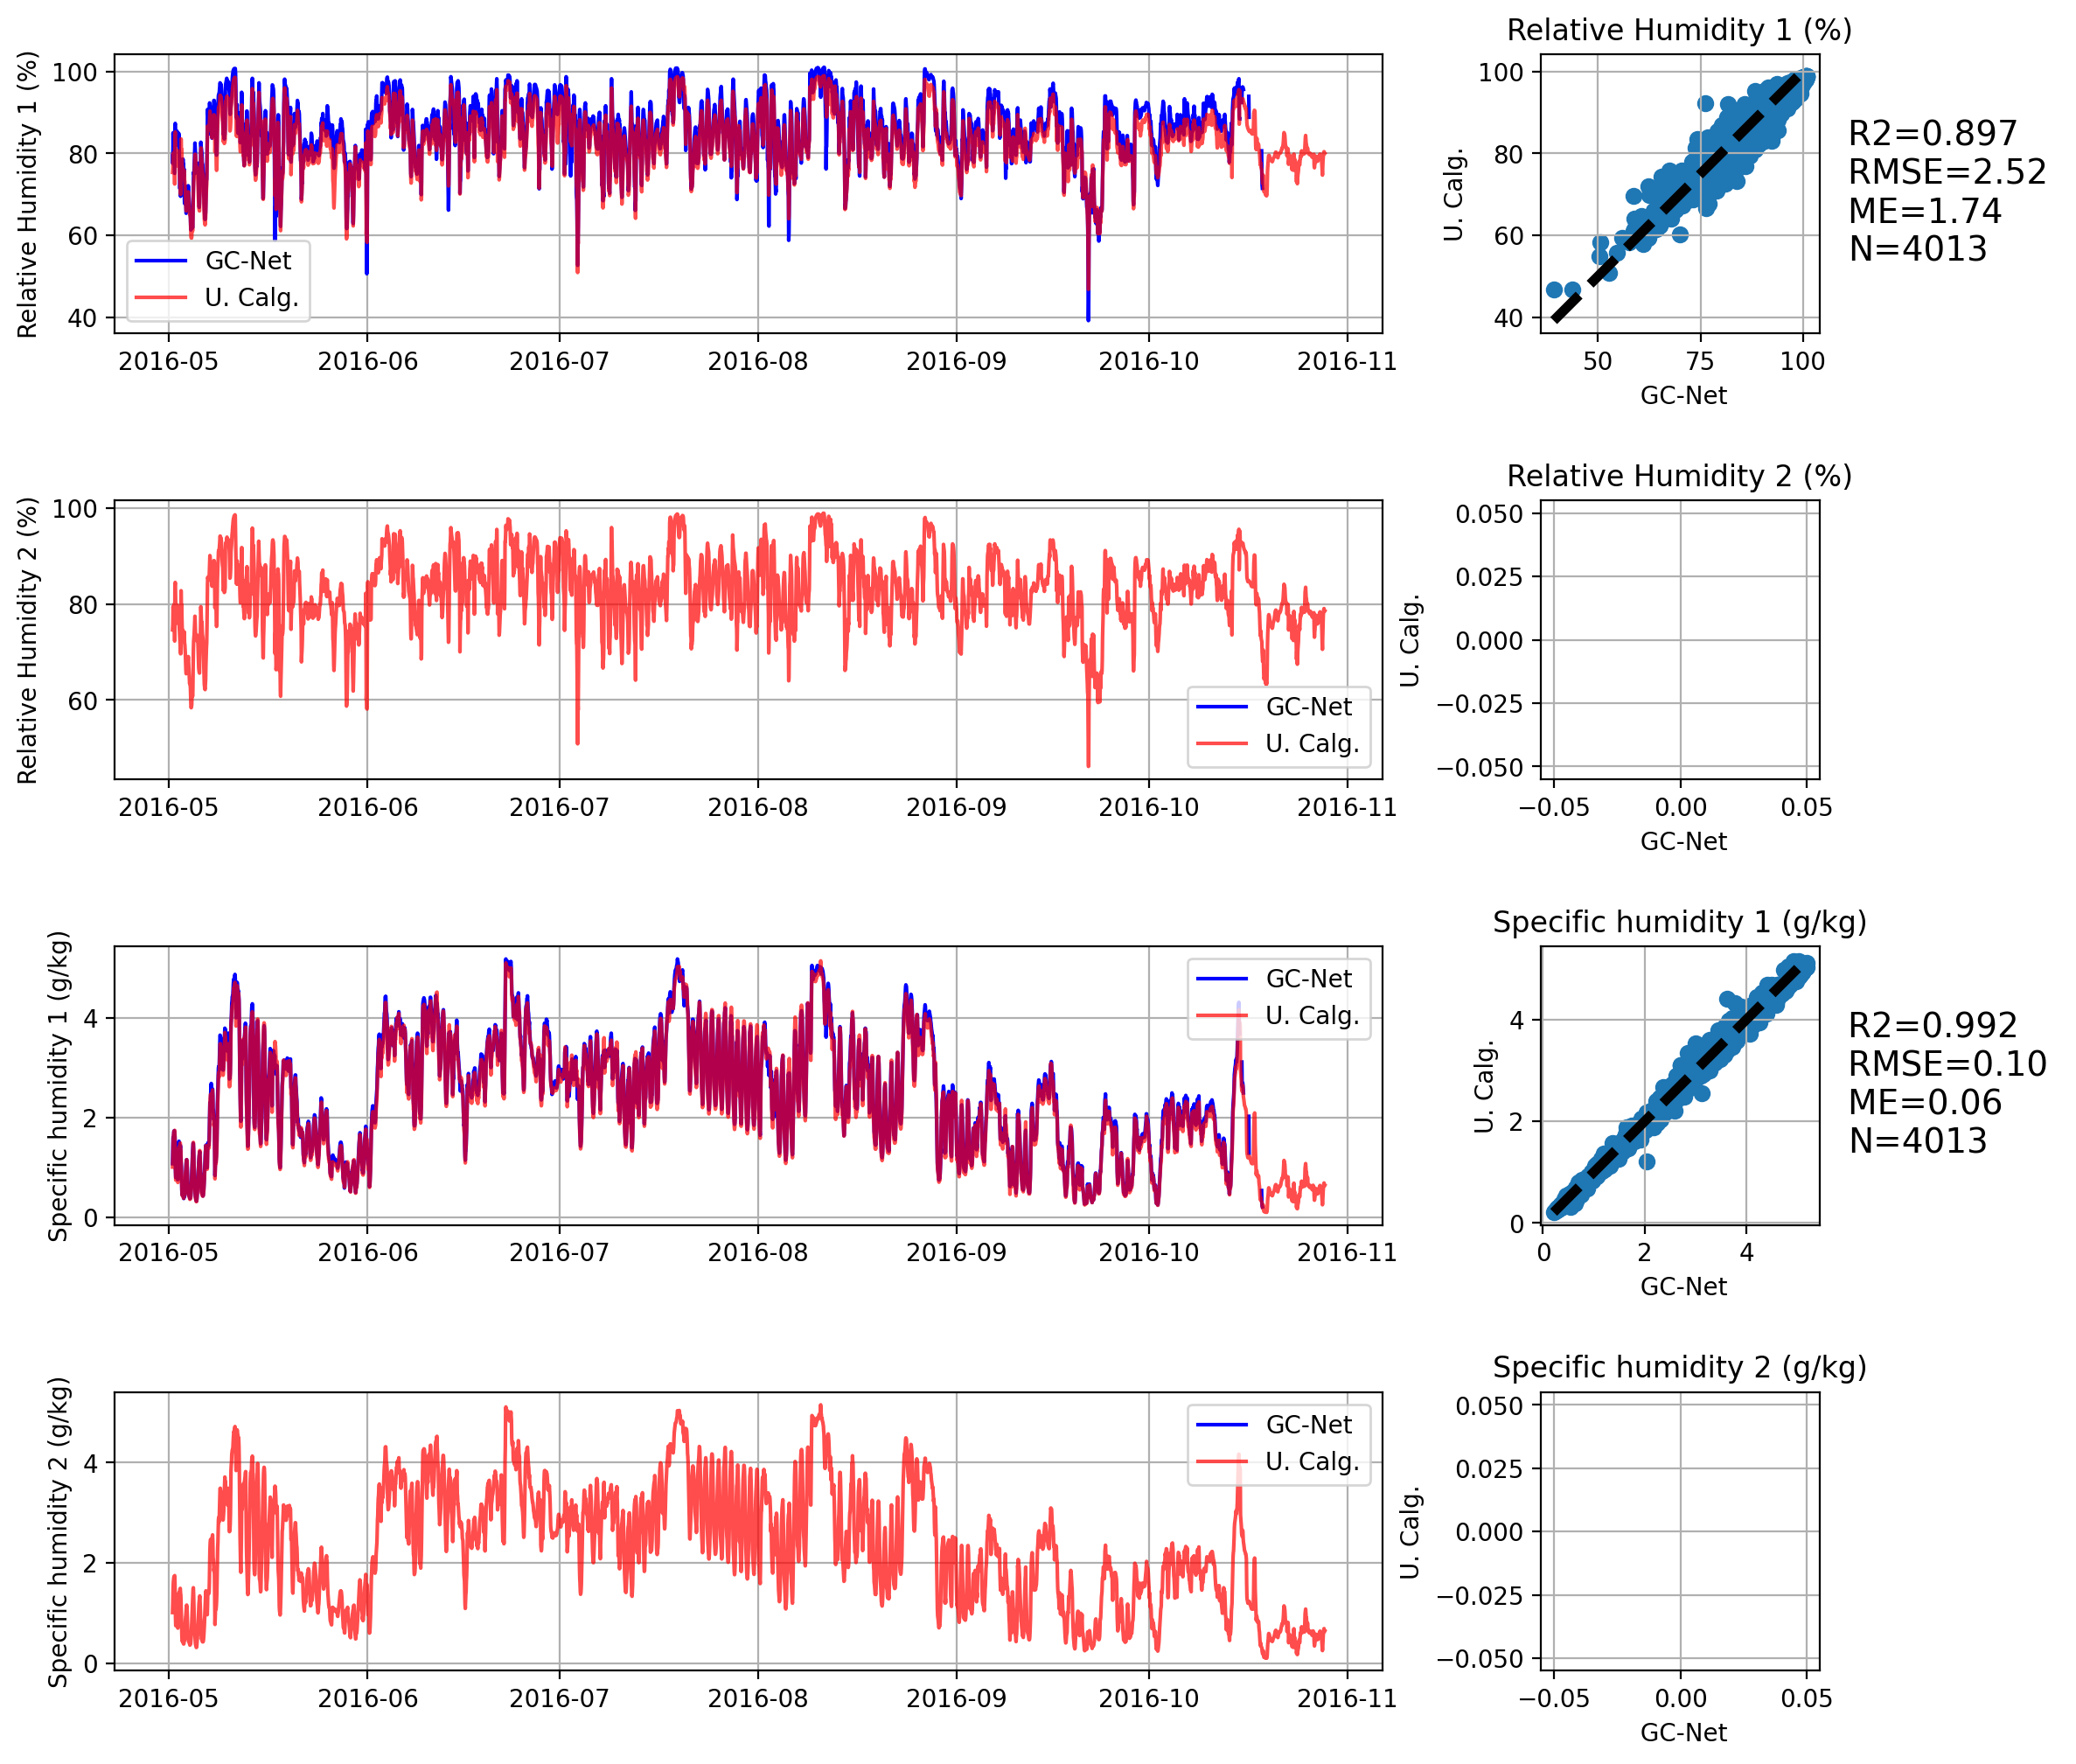 Relative Humidity 1 (%)
100
80
60
40
GC-Net
U. Calg.
2016-05 2016-06 2016-07 2016-08 2016-09 2016-10 2016-11
Relative Humidity 1 (%)
U. Calg.
100
80
60
40
50 75 100
GC-Net
R2=0.897
RMSE=2.52
ME=1.74
N=4013
Relative Humidity 2 (%)
100
80
60
GC-Net
U. Calg.
2016-05 2016-06 2016-07 2016-08 2016-09 2016-10 2016-11
Relative Humidity 2 (%)
U. Calg.
0.050
0.025
0.000
−0.025
−0.050
−0.05 0.00 0.05
GC-Net
Specific humidity 1 (g/kg)
4
2
0
GC-Net
U. Calg.
2016-05 2016-06 2016-07 2016-08 2016-09 2016-10 2016-11
Specific humidity 1 (g/kg)
U. Calg.
4
2
0
0 2 4
GC-Net
R2=0.992
RMSE=0.10
ME=0.06
N=4013
Specific humidity 2 (g/kg)
4
2
0
GC-Net
U. Calg.
2016-05 2016-06 2016-07 2016-08 2016-09 2016-10 2016-11
Specific humidity 2 (g/kg)
U. Calg.
0.050
0.025
0.000
−0.025
−0.050
−0.05 0.00 0.05
GC-Net